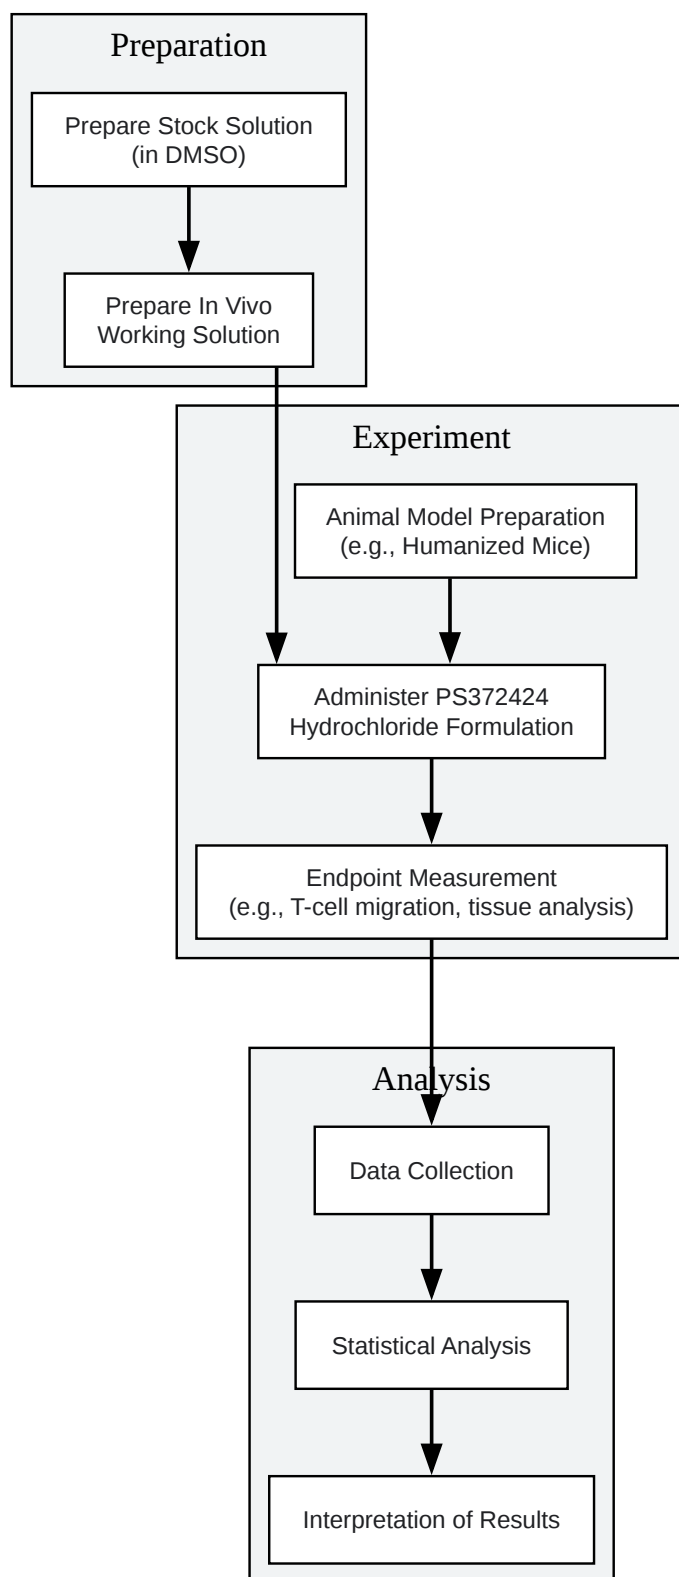 Preparation
Prepare Stock Solution
(in DMSO)
Prepare In Vivo
Working Solution
Experiment
Animal Model Preparation
(e.g., Humanized Mice)
Administer PS372424
Hydrochloride Formulation
Endpoint Measurement
(e.g., T-cell migration, tissue analysis)
Analysis
Data Collection
Statistical Analysis
Interpretation of Results